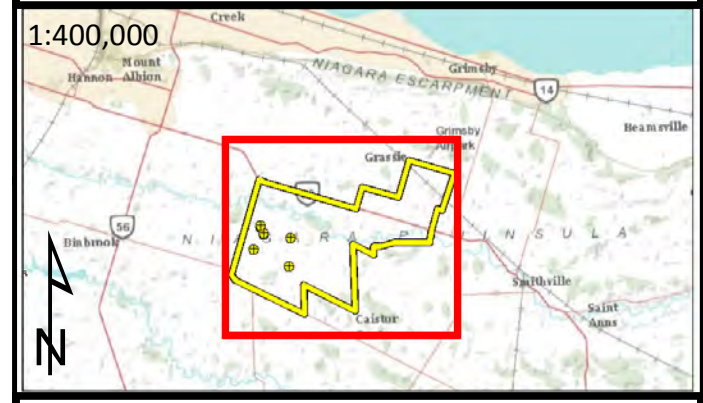 Creek
1:400,000
Mount
Hannon Albion
NIAGARA ESCARPMENT
Grimsby
14
Beamsville
Grimsby
Grassie
56
Binbrook
NIAGARA PENINSULA
Smithville
Saint
Anns
Caistor
N